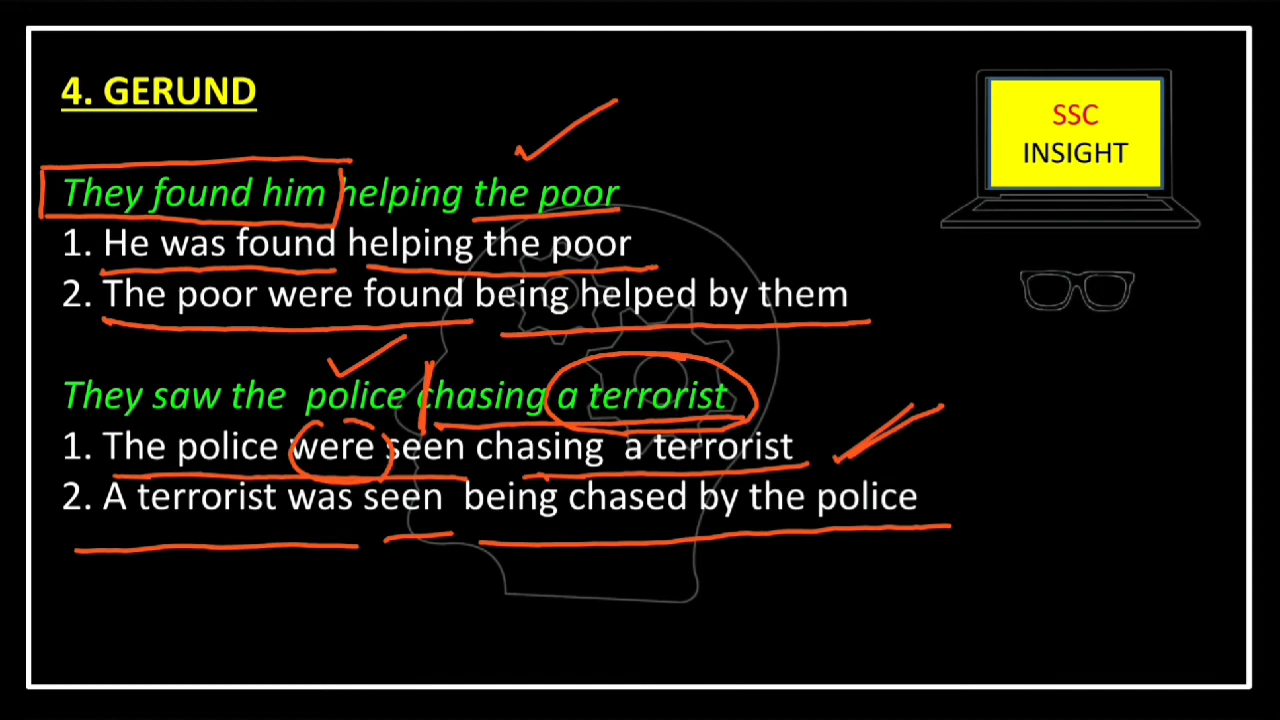 4. GERUND
SSC
INSIGHT
They found him helping the poor
1. He was found helping the poor
2. The poor were found being helped by them
They saw the police chasing a terrorist
1. The police were seen chasing a terrorist
2. A terrorist was seen being chased by the police